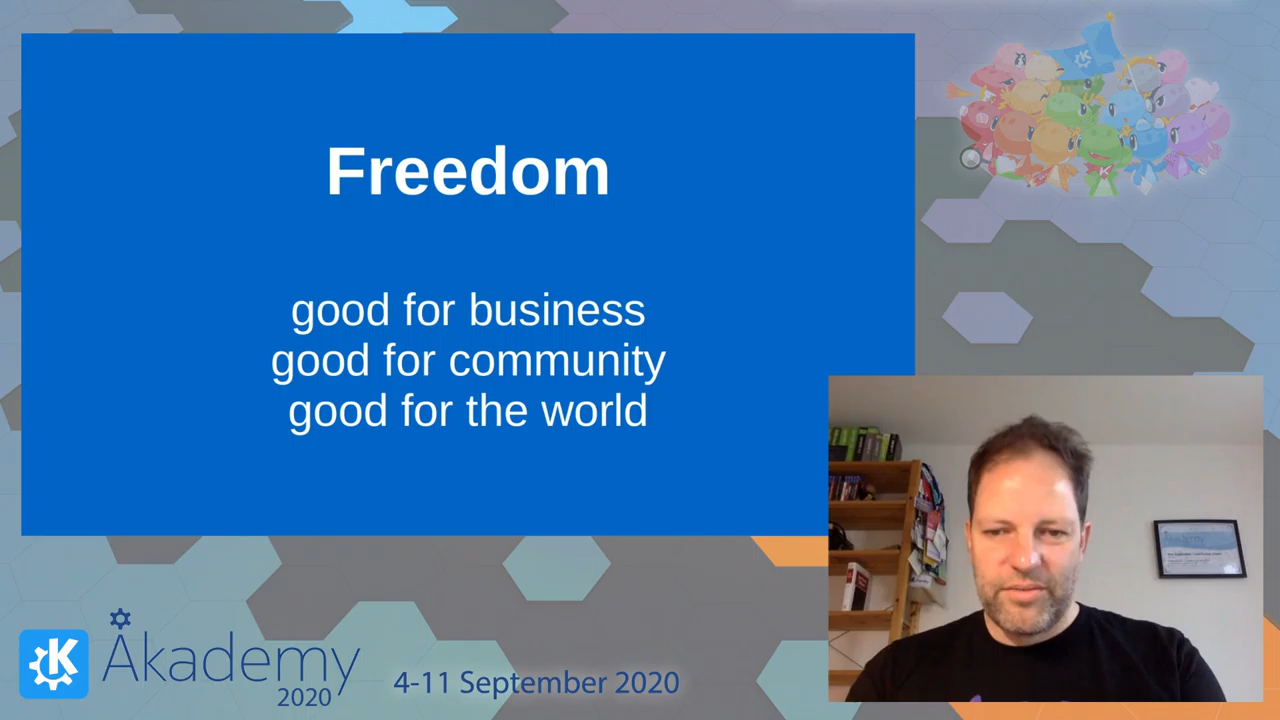 Freedom
good for business
good for community
good for the world
K
Akademy
2020
4-11 September 2020